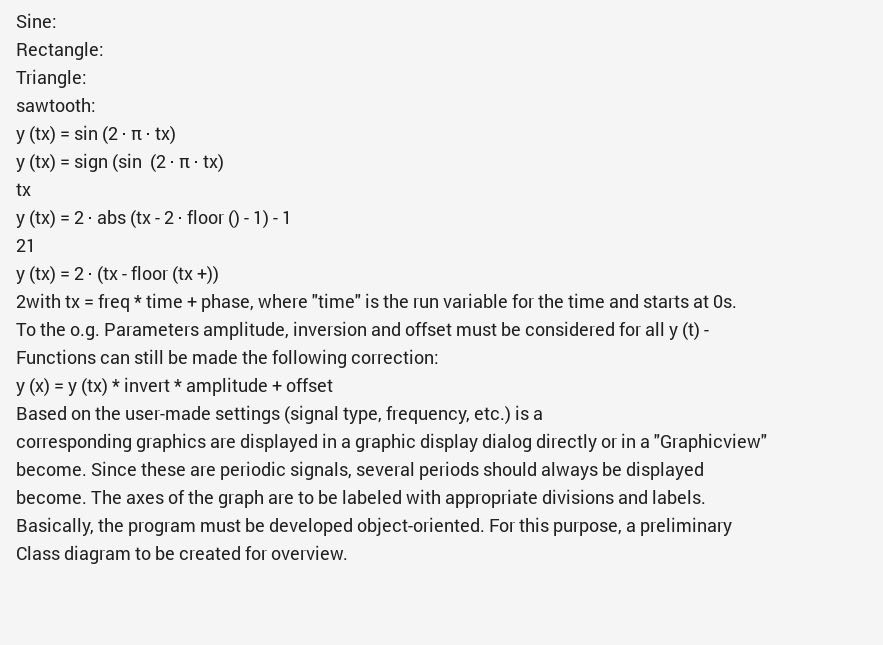 Sine:
Rectangle:
Triangle:
sawtooth:
y (tx) = sin (2 · π · tx)
y (tx) = sign (sin  (2 · π · tx)
tx
y (tx) = 2 · abs (tx - 2 · floor () - 1) - 1
21
y (tx) = 2 · (tx - floor (tx +))
2with tx = freq * time + phase, where "time" is the run variable for the time and starts at 0s.
To the o.g. Parameters amplitude, inversion and offset must be considered for all y (t) -
Functions can still be made the following correction:
y (x) = y (tx) * invert * amplitude + offset
Based on the user-made settings (signal type, frequency, etc.) is a
corresponding graphics are displayed in a graphic display dialog directly or in a "Graphicview"
become. Since these are periodic signals, several periods should always be displayed
become. The axes of the graph are to be labeled with appropriate divisions and labels.
Basically, the program must be developed object-oriented. For this purpose, a preliminary
Class diagram to be created for overview.